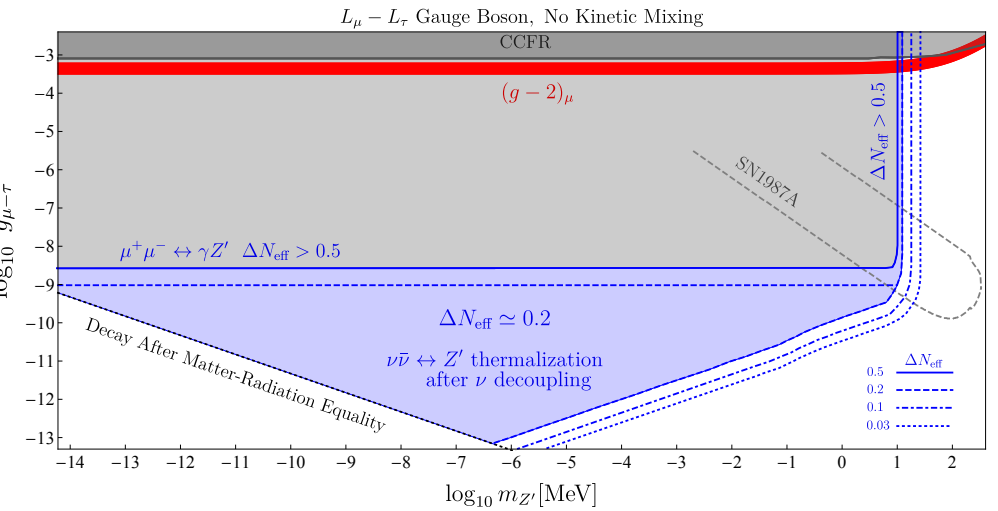 L_μ − L_τ Gauge Boson, No Kinetic Mixing
CCFR
(g − 2)_μ
ΔN_eff > 0.5
SN1987A
μ⁺μ⁻ ↔ γZ′ ΔN_eff > 0.5
ΔN_eff ≃ 0.2
νν̄ ↔ Z′ thermalization
after ν decoupling
Decay After Matter-Radiation Equality
ΔN_eff
0.5
0.2
0.1
0.03
−3
−4
−5
−6
−7
−8
−9
−10
−11
−12
−13
log₁₀ g_μ−τ
−14 −13 −12 −11 −10 −9 −8 −7 −6 −5 −4 −3 −2 −1 0 1 2
log₁₀ m_Z′[MeV]